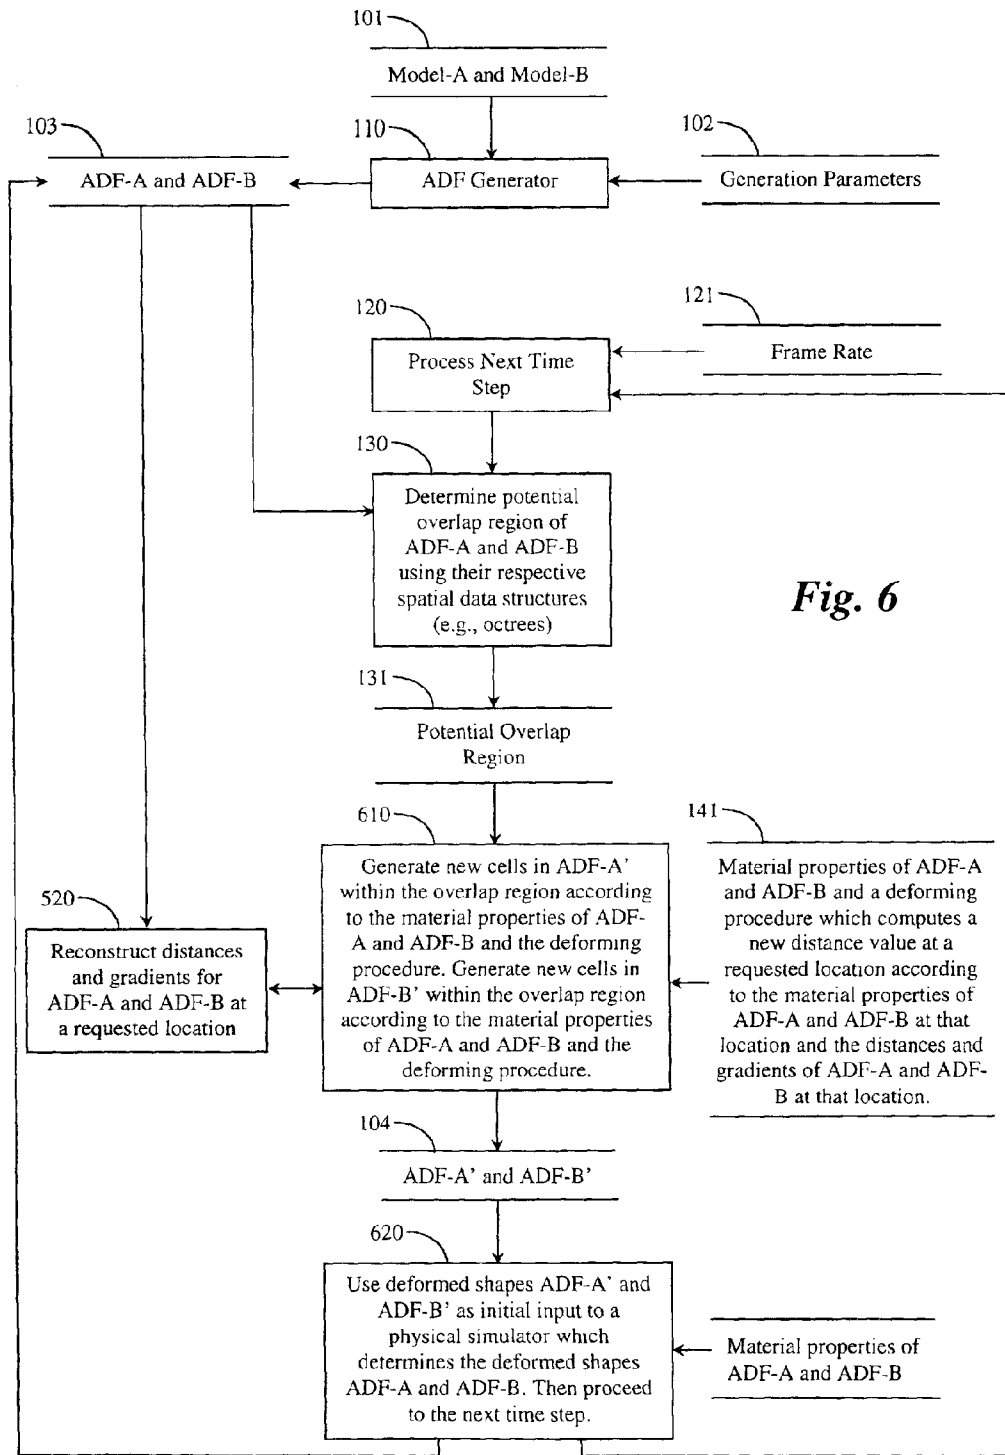 101
Model-A and Model-B
103
110
102
ADF-A and ADF-B
ADF Generator
Generation Parameters
120
121
Process Next Time
Step
Frame Rate
130
Determine potential
overlap region of
ADF-A and ADF-B
using their respective
spatial data structures
(e.g., octrees)
Fig. 6
131
Potential Overlap
Region
610
Generate new cells in ADF-A’
within the overlap region according
to the material properties of ADF-
A and ADF-B and the deforming
procedure. Generate new cells in
ADF-B’ within the overlap region
according to the material properties
of ADF-A and ADF-B and the
deforming procedure.
141
Material properties of ADF-A
and ADF-B and a deforming
procedure which computes a
new distance value at a
requested location according
to the material properties of
ADF-A and ADF-B at that
location and the distances and
gradients of ADF-A and ADF-
B at that location.
520
Reconstruct distances
and gradients for
ADF-A and ADF-B at
a requested location
104
ADF-A’ and ADF-B’
620
Use deformed shapes ADF-A’ and
ADF-B’ as initial input to a
physical simulator which
determines the deformed shapes
ADF-A and ADF-B. Then proceed
to the next time step.
Material properties of
ADF-A and ADF-B